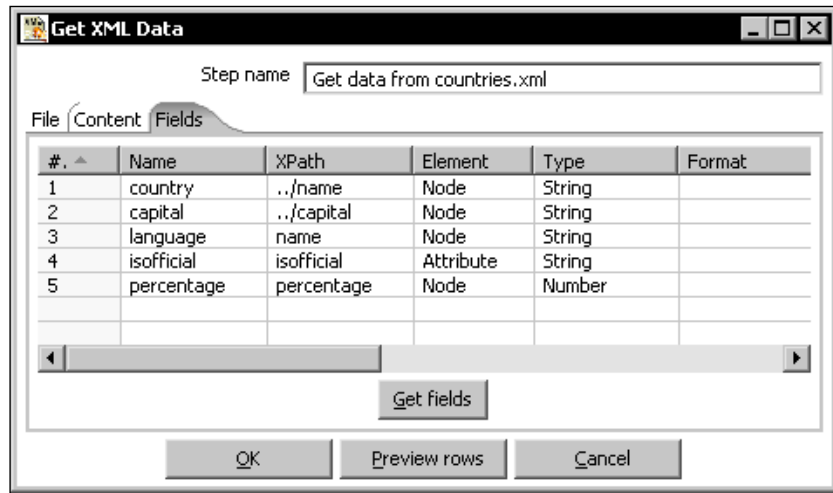 Get XML Data
Step name Get data from countries.xml
File Content Fields
#. Name XPath Element Type Format
1 country ../name Node String
2 capital ../capital Node String
3 language name Node String
4 isofficial isofficial Attribute String
5 percentage percentage Node Number
Get fields
OK Preview rows Cancel